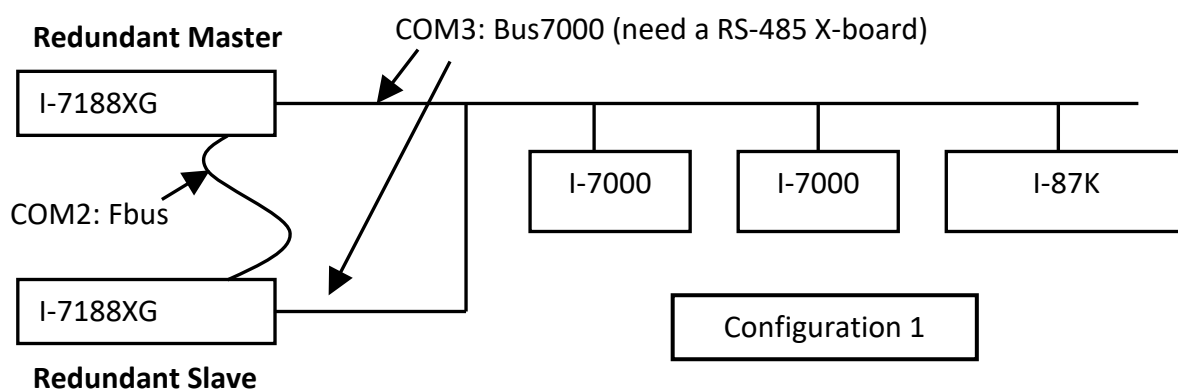 COM3: Bus7000 (need a RS-485 X-board)
Redundant Master
I-7188XG
I-7000
I-7000
I-87K
COM2: Fbus
I-7188XG
Configuration 1
Redundant Slave